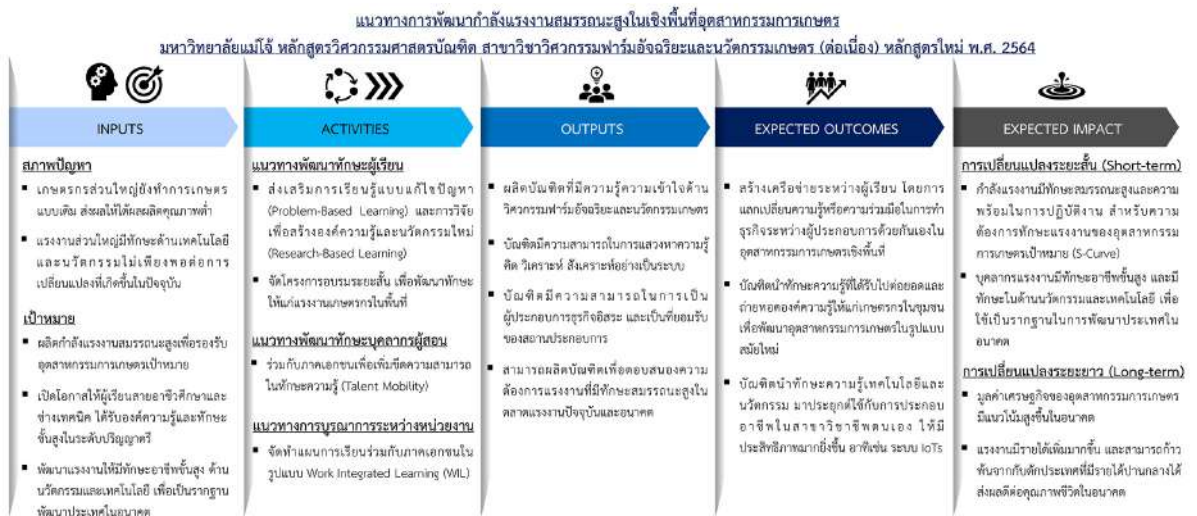 แนวทางการพัฒนากำลังแรงงานสมรรถนะสูงในเชิงพื้นที่อุตสาหกรรมการเกษตร
มหาวิทยาลัยแม่โจ้ หลักสูตรวิศวกรรมศาสตรบัณฑิต สาขาวิชาวิศวกรรมฟาร์มอัจฉริยะและนวัตกรรมเกษตร (ต่อเนื่อง) หลักสูตรใหม่ พ.ศ. 2564
INPUTS
สภาพปัญหา
▪ เกษตรกรส่วนใหญ่ยังทำการเกษตร
แบบเดิม ส่งผลให้ได้ผลผลิตคุณภาพต่ำ
▪ แรงงานส่วนใหญ่มีทักษะด้านเทคโนโลยี
และนวัตกรรมไม่เพียงพอต่อการ
เปลี่ยนแปลงที่เกิดขึ้นในปัจจุบัน
เป้าหมาย
▪ ผลิตกำลังแรงงานสมรรถนะสูงเพื่อรองรับ
อุตสาหกรรมการเกษตรเป้าหมาย
▪ เปิดโอกาสให้ผู้เรียนสายอาชีวศึกษาและ
ช่างเทคนิค ได้รับองค์ความรู้และทักษะ
ขั้นสูงในระดับปริญญาตรี
▪ พัฒนาแรงงานให้มีทักษะอาชีพขั้นสูง ด้าน
นวัตกรรมและเทคโนโลยี เพื่อเป็นรากฐาน
พัฒนาประเทศในอนาคต
ACTIVITIES
แนวทางพัฒนาทักษะผู้เรียน
▪ ส่งเสริมการเรียนรู้แบบแก้ไขปัญหา
(Problem-Based Learning) และการวิจัย
เพื่อสร้างองค์ความรู้และนวัตกรรมใหม่
(Research-Based Learning)
▪ จัดโครงการอบรมระยะสั้น เพื่อพัฒนาทักษะ
ให้แก่แรงงานเกษตรกรในพื้นที่
แนวทางพัฒนาทักษะบุคลากรผู้สอน
▪ ร่วมกับภาคเอกชนเพื่อเพิ่มขีดความสามารถ
ในทักษะความรู้ (Talent Mobility)
แนวทางการบูรณาการระหว่างหน่วยงาน
▪ จัดทำแผนการเรียนร่วมกับภาคเอกชนใน
รูปแบบ Work Integrated Learning (WIL)
OUTPUTS
▪ ผลิตบัณฑิตที่มีความรู้ความเข้าใจด้าน
วิศวกรรมฟาร์มอัจฉริยะและนวัตกรรมเกษตร
▪ บัณฑิตมีความสามารถในการแสวงหาความรู้
คิด วิเคราะห์ สังเคราะห์อย่างเป็นระบบ
▪ บัณฑิตมีความสามารถในการเป็น
ผู้ประกอบการธุรกิจอิสระ และเป็นที่ยอมรับ
ของสถานประกอบการ
▪ สามารถผลิตบัณฑิตเพื่อตอบสนองความ
ต้องการแรงงานที่มีทักษะสมรรถนะสูงใน
ตลาดแรงงานปัจจุบันและอนาคต
EXPECTED OUTCOMES
▪ สร้างเครือข่ายระหว่างผู้เรียน โดยการ
แลกเปลี่ยนความรู้หรือความร่วมมือในการทำ
ธุรกิจระหว่างผู้ประกอบการด้วยกันเองใน
อุตสาหกรรมการเกษตรเชิงพื้นที่
▪ บัณฑิตนำทักษะความรู้ที่ได้รับไปต่อยอดและ
ถ่ายทอดองค์ความรู้ให้แก่เกษตรกรในชุมชน
เพื่อพัฒนาอุตสาหกรรมการเกษตรในรูปแบบ
สมัยใหม่
▪ บัณฑิตนำทักษะความรู้เทคโนโลยีและ
นวัตกรรม มาประยุกต์ใช้กับการประกอบ
อาชีพในสาขาวิชาชีพตนเอง ให้มี
ประสิทธิภาพมากยิ่งขึ้น อาทิเช่น ระบบ IoTs
EXPECTED IMPACT
การเปลี่ยนแปลงระยะสั้น (Short-term)
▪ กำลังแรงงานมีทักษะสมรรถนะสูงและความ
พร้อมในการปฏิบัติงาน สำหรับความ
ต้องการทักษะแรงงานของอุตสาหกรรม
การเกษตรเป้าหมาย (S-Curve)
▪ บุคลากรแรงงานมีทักษะอาชีพขั้นสูง และมี
ทักษะในด้านนวัตกรรมและเทคโนโลยี เพื่อ
ใช้เป็นรากฐานในการพัฒนาประเทศใน
อนาคต
การเปลี่ยนแปลงระยะยาว (Long-term)
▪ มูลค่าเศรษฐกิจของอุตสาหกรรมการเกษตร
มีแนวโน้มสูงขึ้นในอนาคต
▪ แรงงานมีรายได้เพิ่มมากขึ้น และสามารถก้าว
พ้นจากกับดักประเทศที่มีรายได้ปานกลางได้
ส่งผลดีต่อคุณภาพชีวิตในอนาคต